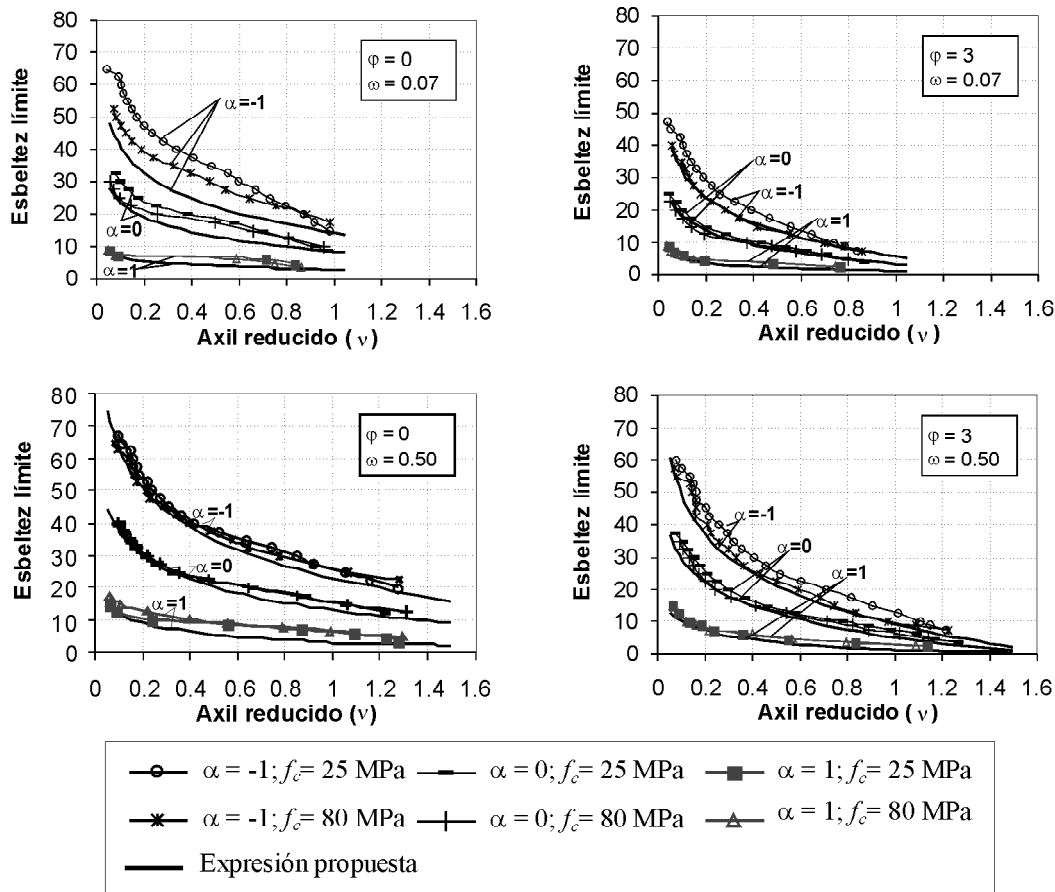 80
70
60
50
40
30
20
10
0
Esbeltez límite
φ = 0
ω = 0.07
α=-1
α=0
α=1
0 0.2 0.4 0.6 0.8 1 1.2 1.4 1.6
Axil reducido ( ν )
80
70
60
50
40
30
20
10
0
Esbeltez límite
φ = 3
ω = 0.07
α=0
α=-1
α=1
0 0.2 0.4 0.6 0.8 1 1.2 1.4 1.6
Axil reducido ( ν )
80
70
60
50
40
30
20
10
0
Esbeltez límite
φ = 0
ω = 0.50
α=-1
α=0
α=1
0 0.2 0.4 0.6 0.8 1 1.2 1.4 1.6
Axil reducido (ν)
80
70
60
50
40
30
20
10
0
Esbeltez límite
φ = 3
ω = 0.50
α=-1
α=0
α=1
0 0.2 0.4 0.6 0.8 1 1.2 1.4 1.6
Axil reducido ( ν )
α = -1; fc= 25 MPa α = 0; fc= 25 MPa α = 1; fc= 25 MPa
α = -1; fc= 80 MPa α = 0; fc= 80 MPa α = 1; fc= 80 MPa
Expresión propuesta